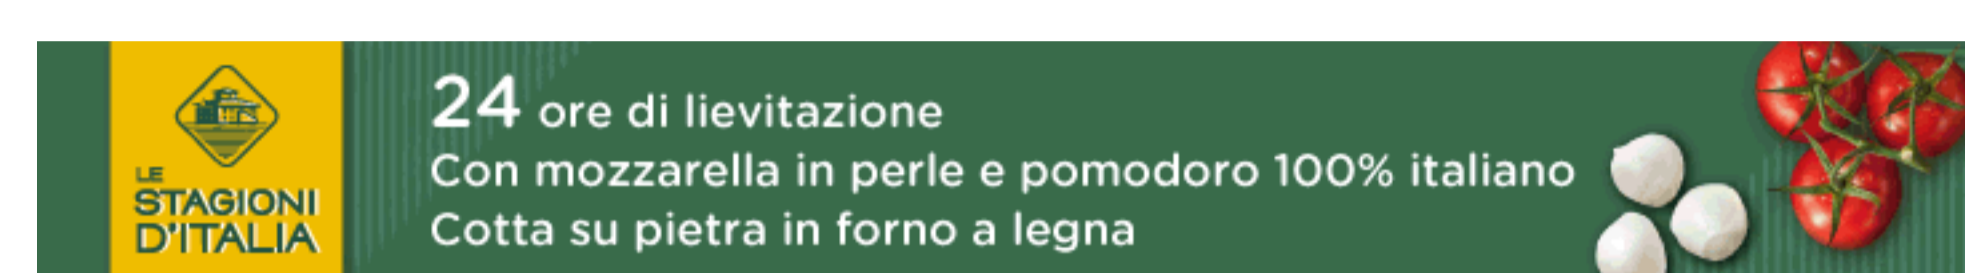 LE
STAGIONI
D'ITALIA
24 ore di lievitazione
Con mozzarella in perle e pomodoro 100% italiano
Cotta su pietra in forno a legna